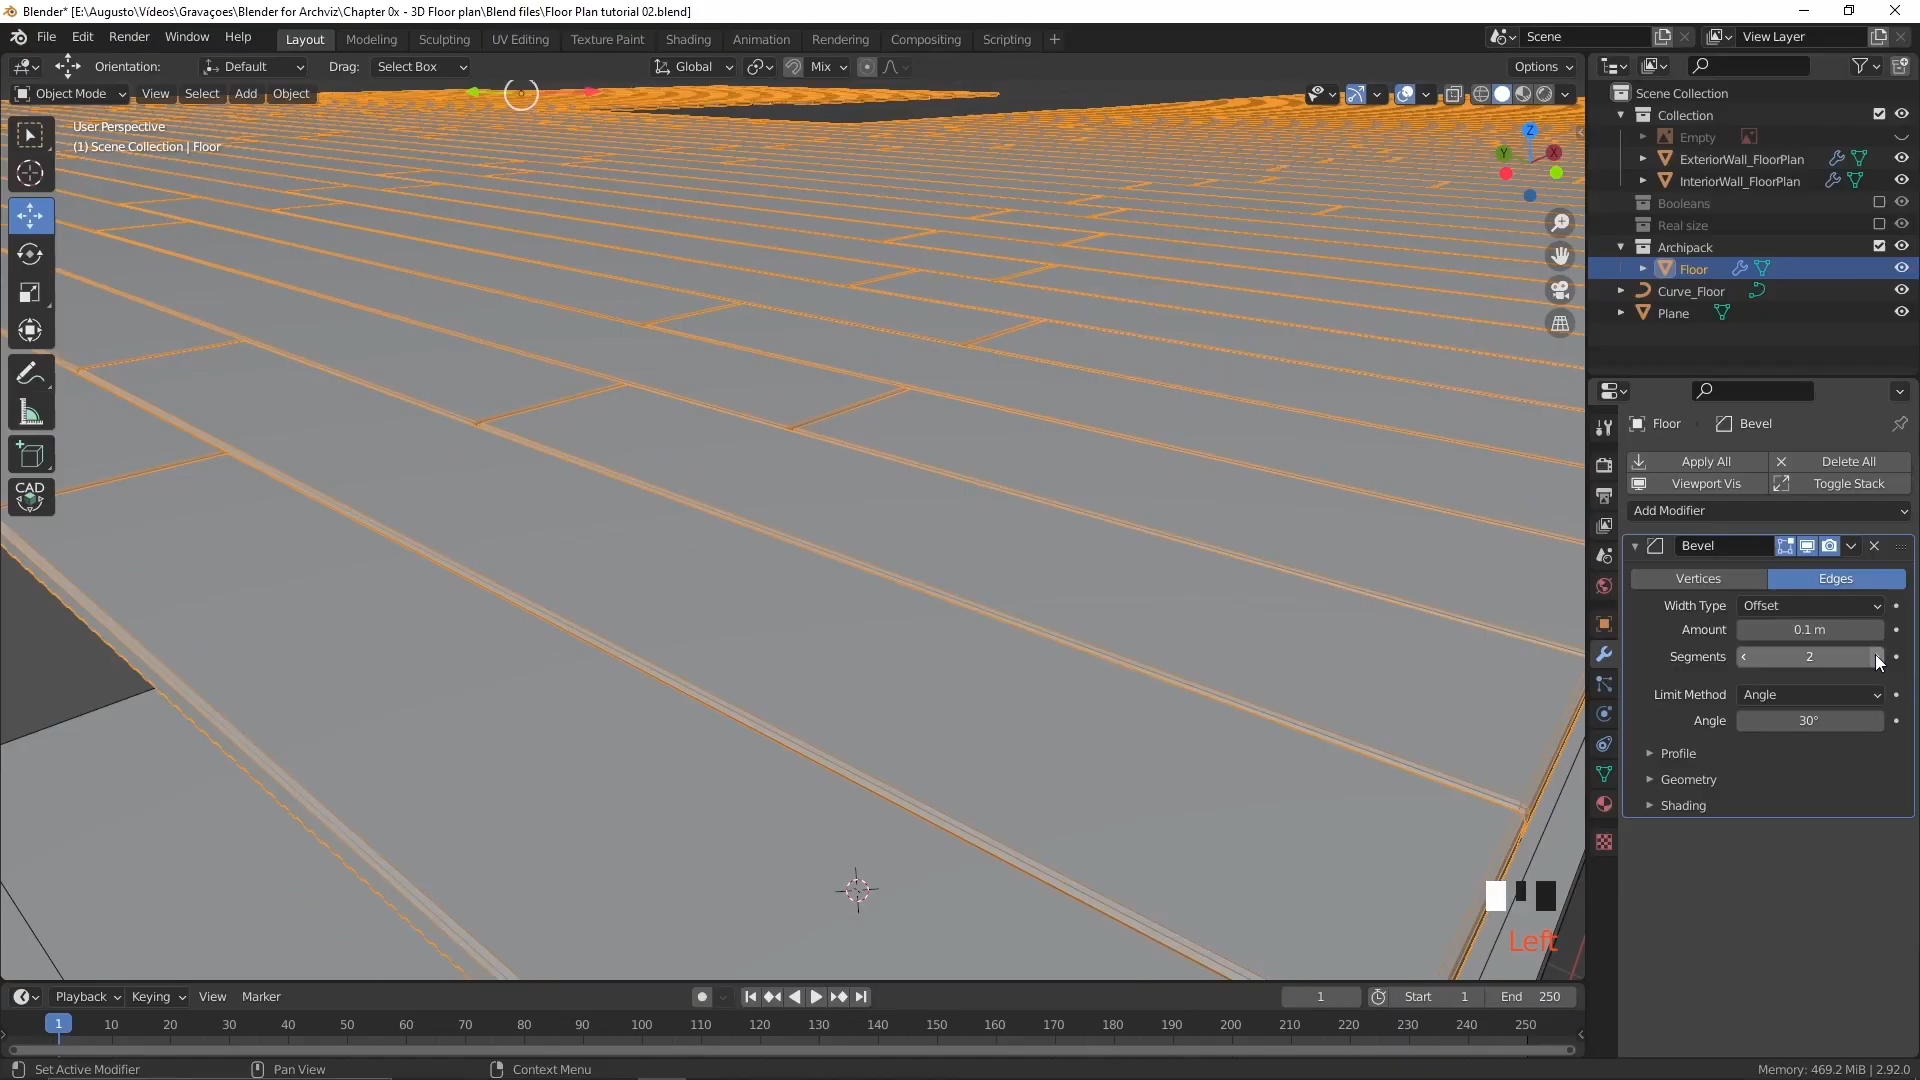 Blender* [E:\Augusto\Vídeos\Gravaçoes\Blender for Archviz\Chapter 0x - 3D Floor plan\Blend files\Floor Plan tutorial 02.blend]
File Edit Render Window Help Layout Modeling Sculpting UV Editing Texture Paint Shading Animation Rendering Compositing Scripting + Scene View Layer
Orientation: Default Drag: Select Box Global Mix Options
Object Mode View Select Add Object
User Perspective
(1) Scene Collection | Floor
Z
Y X
CAD
Left
Scene Collection
Collection
Empty
ExteriorWall_FloorPlan
InteriorWall_FloorPlan
Booleans
Real size
Archipack
Floor
Curve_Floor
Plane
Floor Bevel
Apply All Delete All
Viewport Vis Toggle Stack
Add Modifier
Bevel
Vertices Edges
Width Type Offset
Amount 0.1 m
Segments 2
Limit Method Angle
Angle 30°
Profile
Geometry
Shading
Playback Keying View Marker 1 Start 1 End 250
1 10 20 30 40 50 60 70 80 90 100 110 120 130 140 150 160 170 180 190 200 210 220 230 240 250
Set Active Modifier Pan View Context Menu Memory: 469.2 MiB | 2.92.0